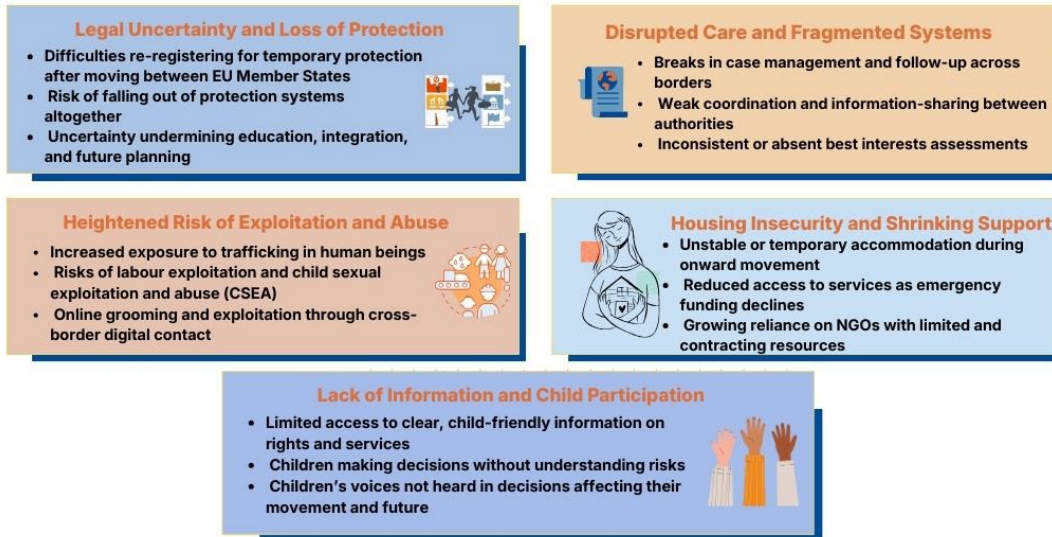 Legal Uncertainty and Loss of Protection
• Difficulties re-registering for temporary protection
after moving between EU Member States
• Risk of falling out of protection systems
altogether
• Uncertainty undermining education, integration,
and future planning
Disrupted Care and Fragmented Systems
• Breaks in case management and follow-up across
borders
• Weak coordination and information-sharing between
authorities
• Inconsistent or absent best interests assessments
Heightened Risk of Exploitation and Abuse
• Increased exposure to trafficking in human beings
• Risks of labour exploitation and child sexual
exploitation and abuse (CSEA)
• Online grooming and exploitation through cross-
border digital contact
Housing Insecurity and Shrinking Support
• Unstable or temporary accommodation during
onward movement
• Reduced access to services as emergency
funding declines
• Growing reliance on NGOs with limited and
contracting resources
Lack of Information and Child Participation
• Limited access to clear, child-friendly information on
rights and services
• Children making decisions without understanding risks
• Children’s voices not heard in decisions affecting their
movement and future